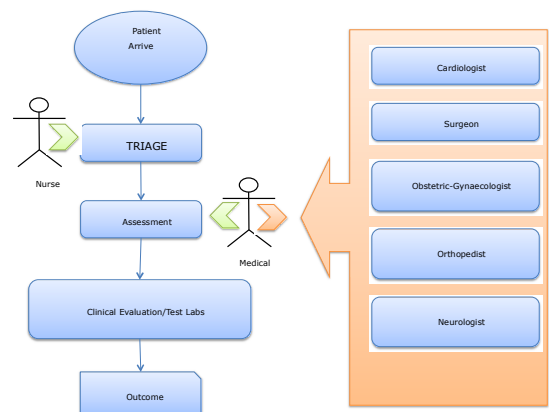 Patient
Arrive
TRIAGE
Nurse
Assessment
Medical
Clinical Evaluation/Test Labs
Outcome
Cardiologist
Surgeon
Obstetric-Gynaecologist
Orthopedist
Neurologist